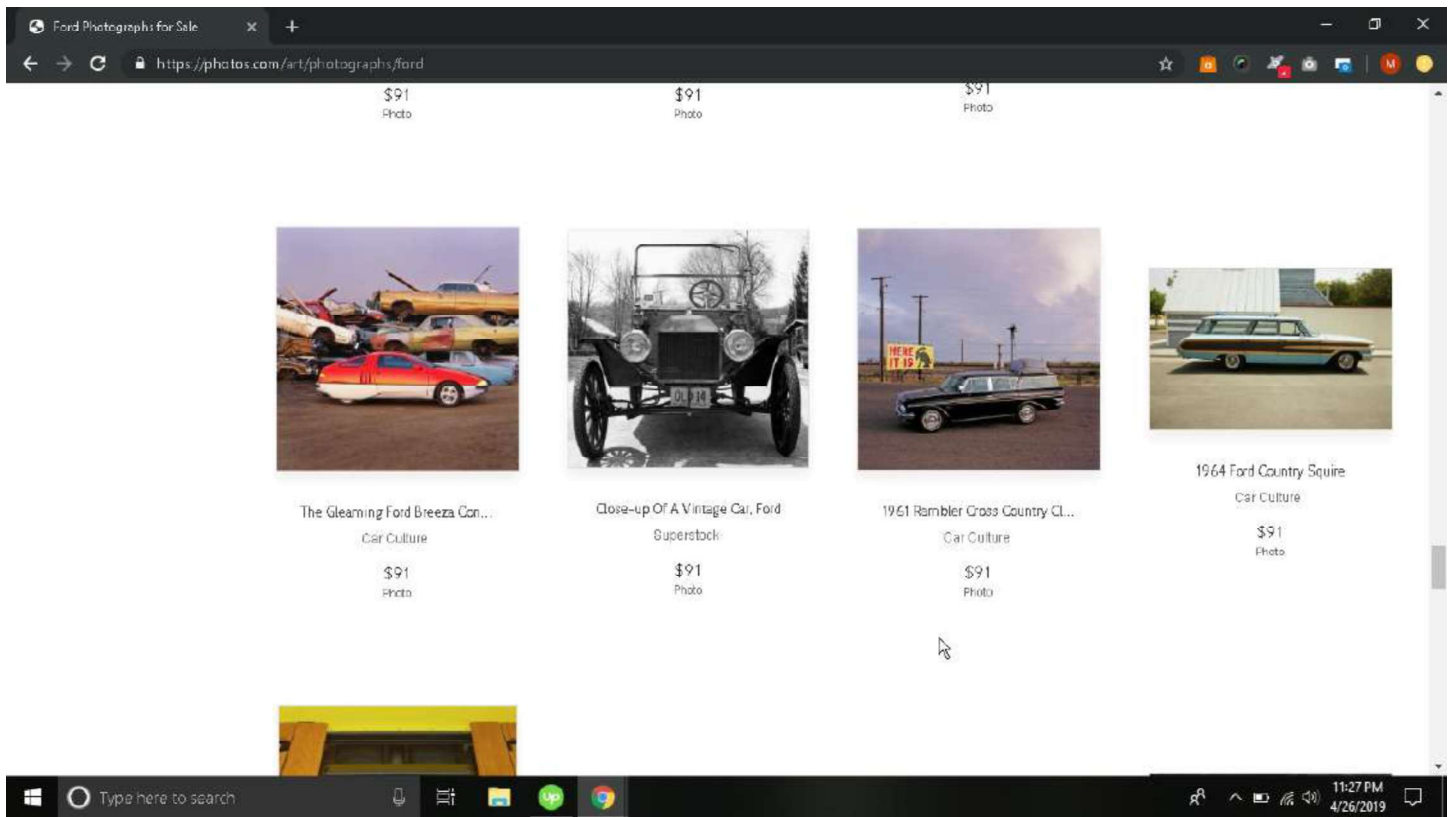 Ford Photographs for Sale
https://photos.com/art/photographs/ford
$91
Photo
$91
Photo
$91
Photo
OLD 14
HERE
IT IS
The Gleaming Ford Breeza Con...
Car Culture
$91
Photo
Close-up Of A Vintage Car, Ford
Superstock
$91
Photo
1961 Rambler Cross Country Cl...
Car Culture
$91
Photo
1964 Ford Country Squire
Car Culture
$91
Photo
Type here to search
up
M
11:27 PM
4/26/2019